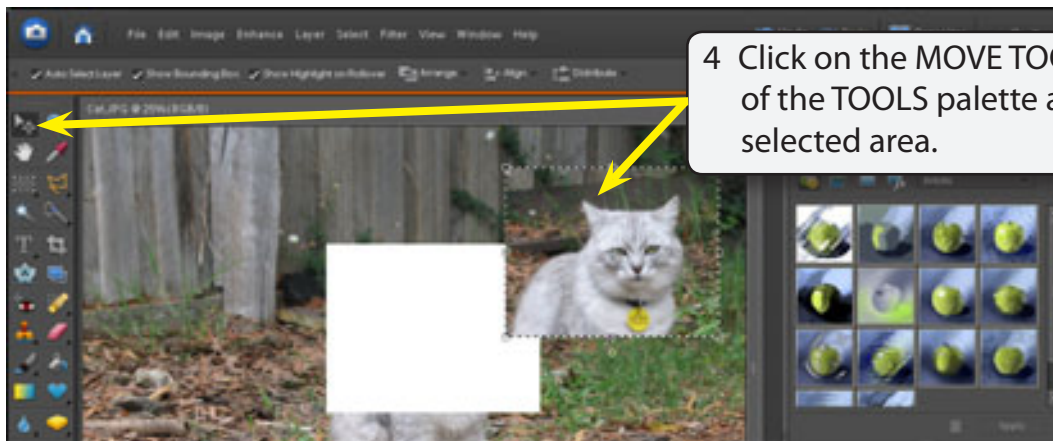 File Edit Image Enhance Layer Select Filter View Window Help
Auto Select Layer Show Bounding Box Show Highlight on Rollover Arrange Align Distribute
Cat.JPG @ 25% (RGB/8)
4 Click on the MOVE TOO
of the TOOLS palette a
selected area.
T
Apply